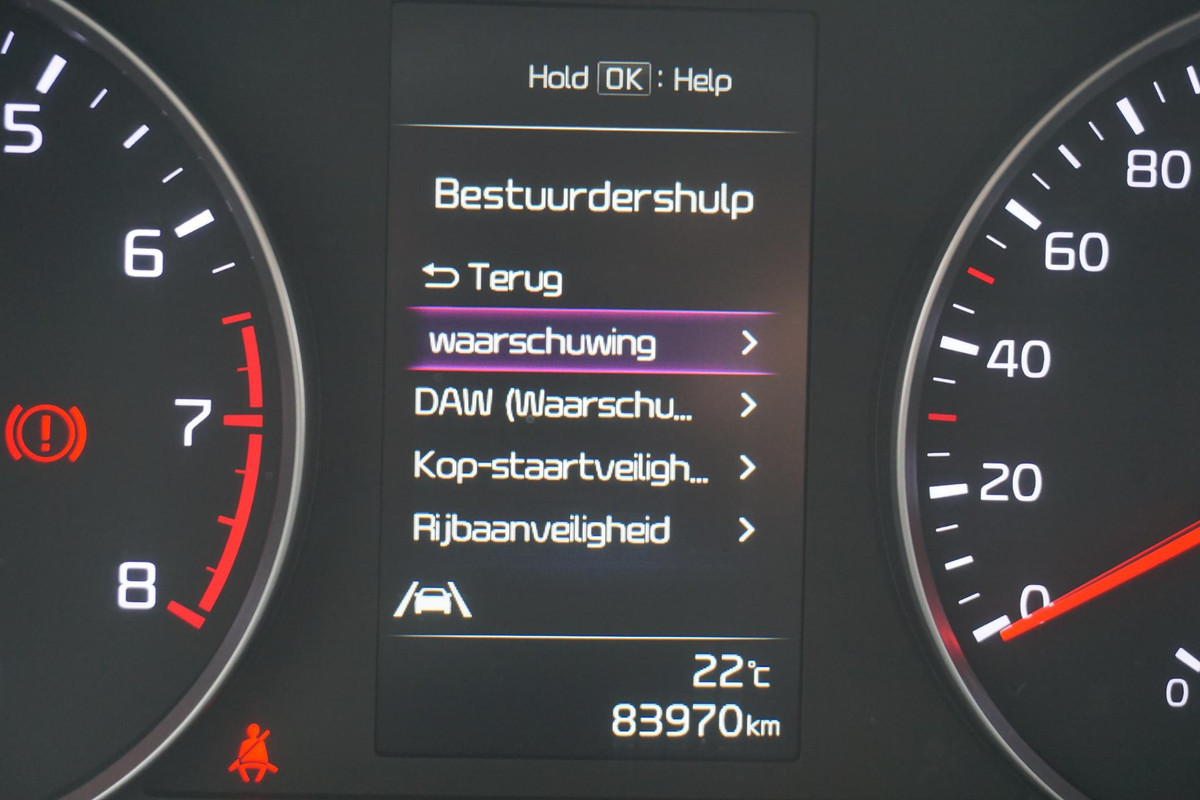 Hold OK : Help
Bestuurdershulp
Terug
waarschuwing
DAW (Waarschu...
Kop-staartveiligh...
Rijbaanveiligheid
22°C
83970km
5
6
7
8
80
60
40
20
0
0